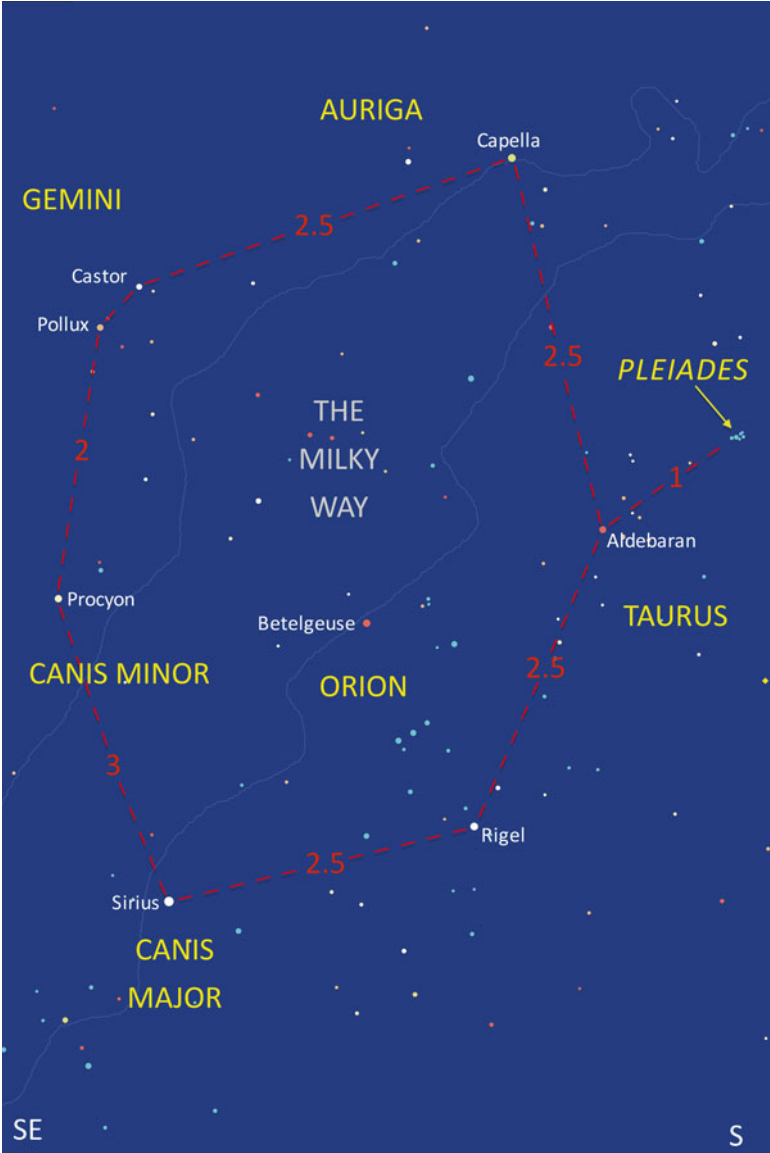 AURIGA
Capella
GEMINI
2.5
Castor
Pollux
2.5
PLEIADES
THE
MILKY
WAY
2
1
Aldebaran
Procyon
Betelgeuse
TAURUS
CANIS MINOR
ORION
2.5
3
Rigel
2.5
Sirius
CANIS
MAJOR
SE
S